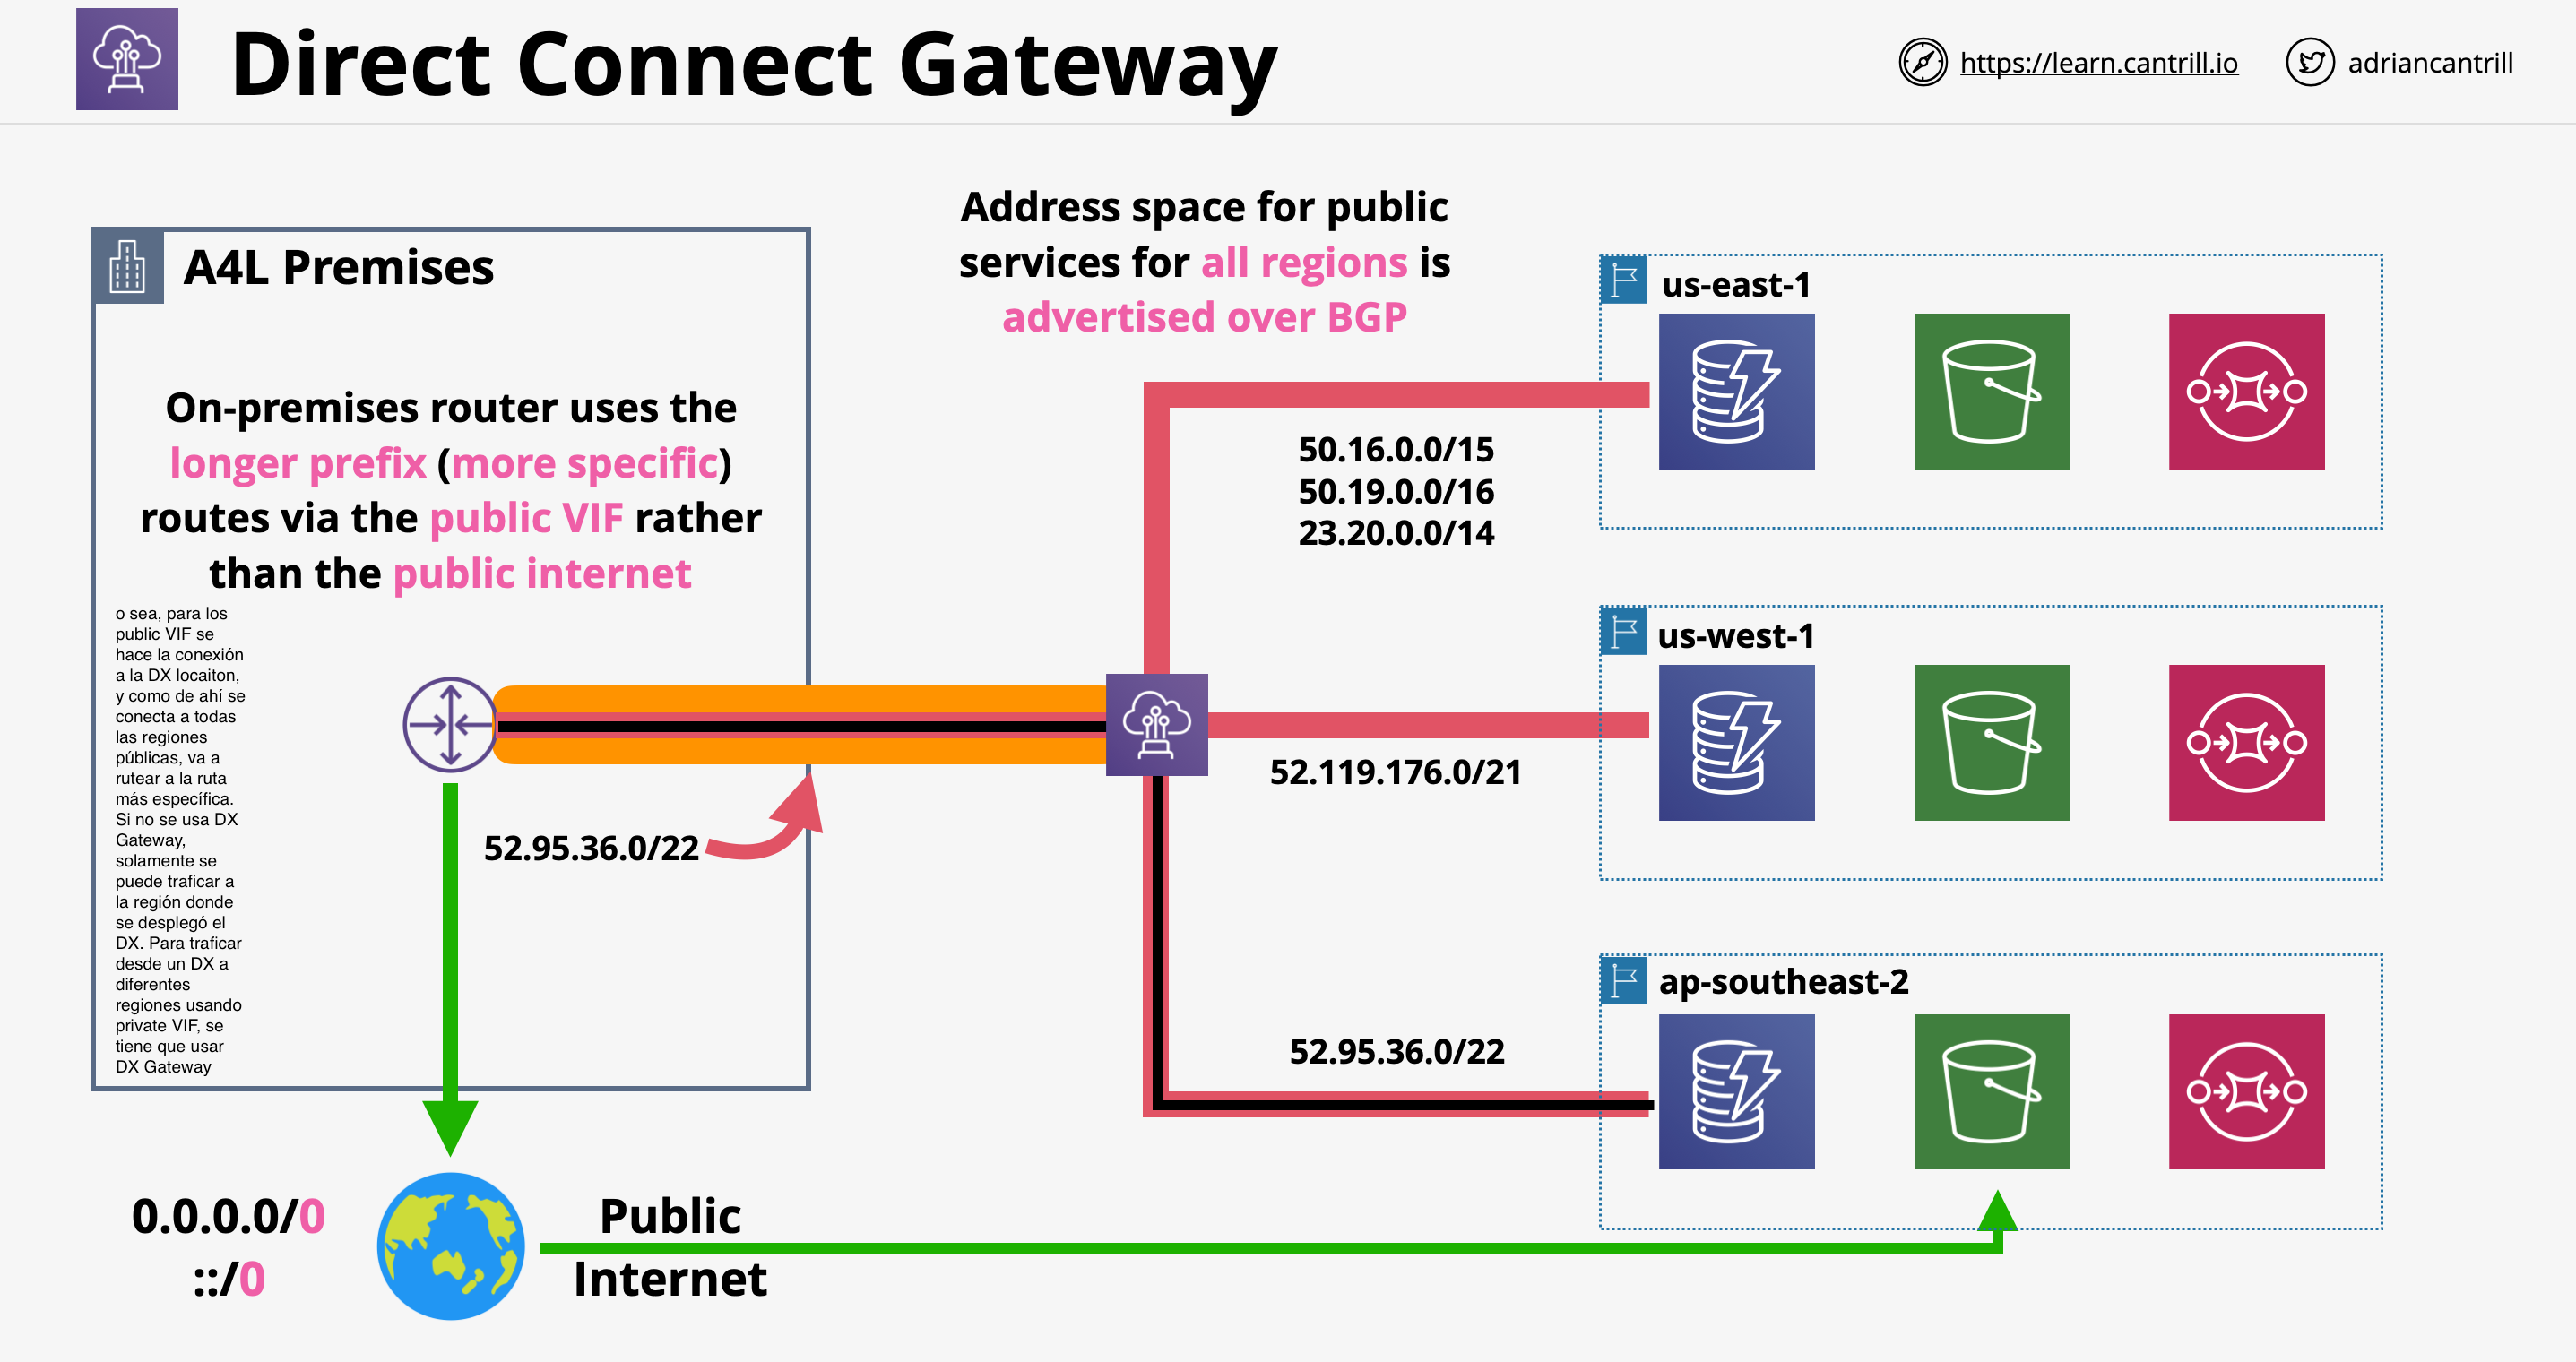 Direct Connect Gateway
https://learn.cantrill.io
adriancantrill
A4L Premises
On-premises router uses the
longer prefix (more specific)
routes via the public VIF rather
than the public internet
o sea, para los
public VIF se
hace la conexión
a la DX locaiton,
y como de ahí se
conecta a todas
las regiones
públicas, va a
rutear a la ruta
más específica.
Si no se usa DX
Gateway,
solamente se
puede traficar a
la región donde
se desplegó el
DX. Para traficar
desde un DX a
diferentes
regiones usando
private VIF, se
tiene que usar
DX Gateway
52.95.36.0/22
0.0.0.0/0
::/0
Public
Internet
Address space for public
services for all regions is
advertised over BGP
50.16.0.0/15
50.19.0.0/16
23.20.0.0/14
52.119.176.0/21
52.95.36.0/22
us-east-1
us-west-1
ap-southeast-2